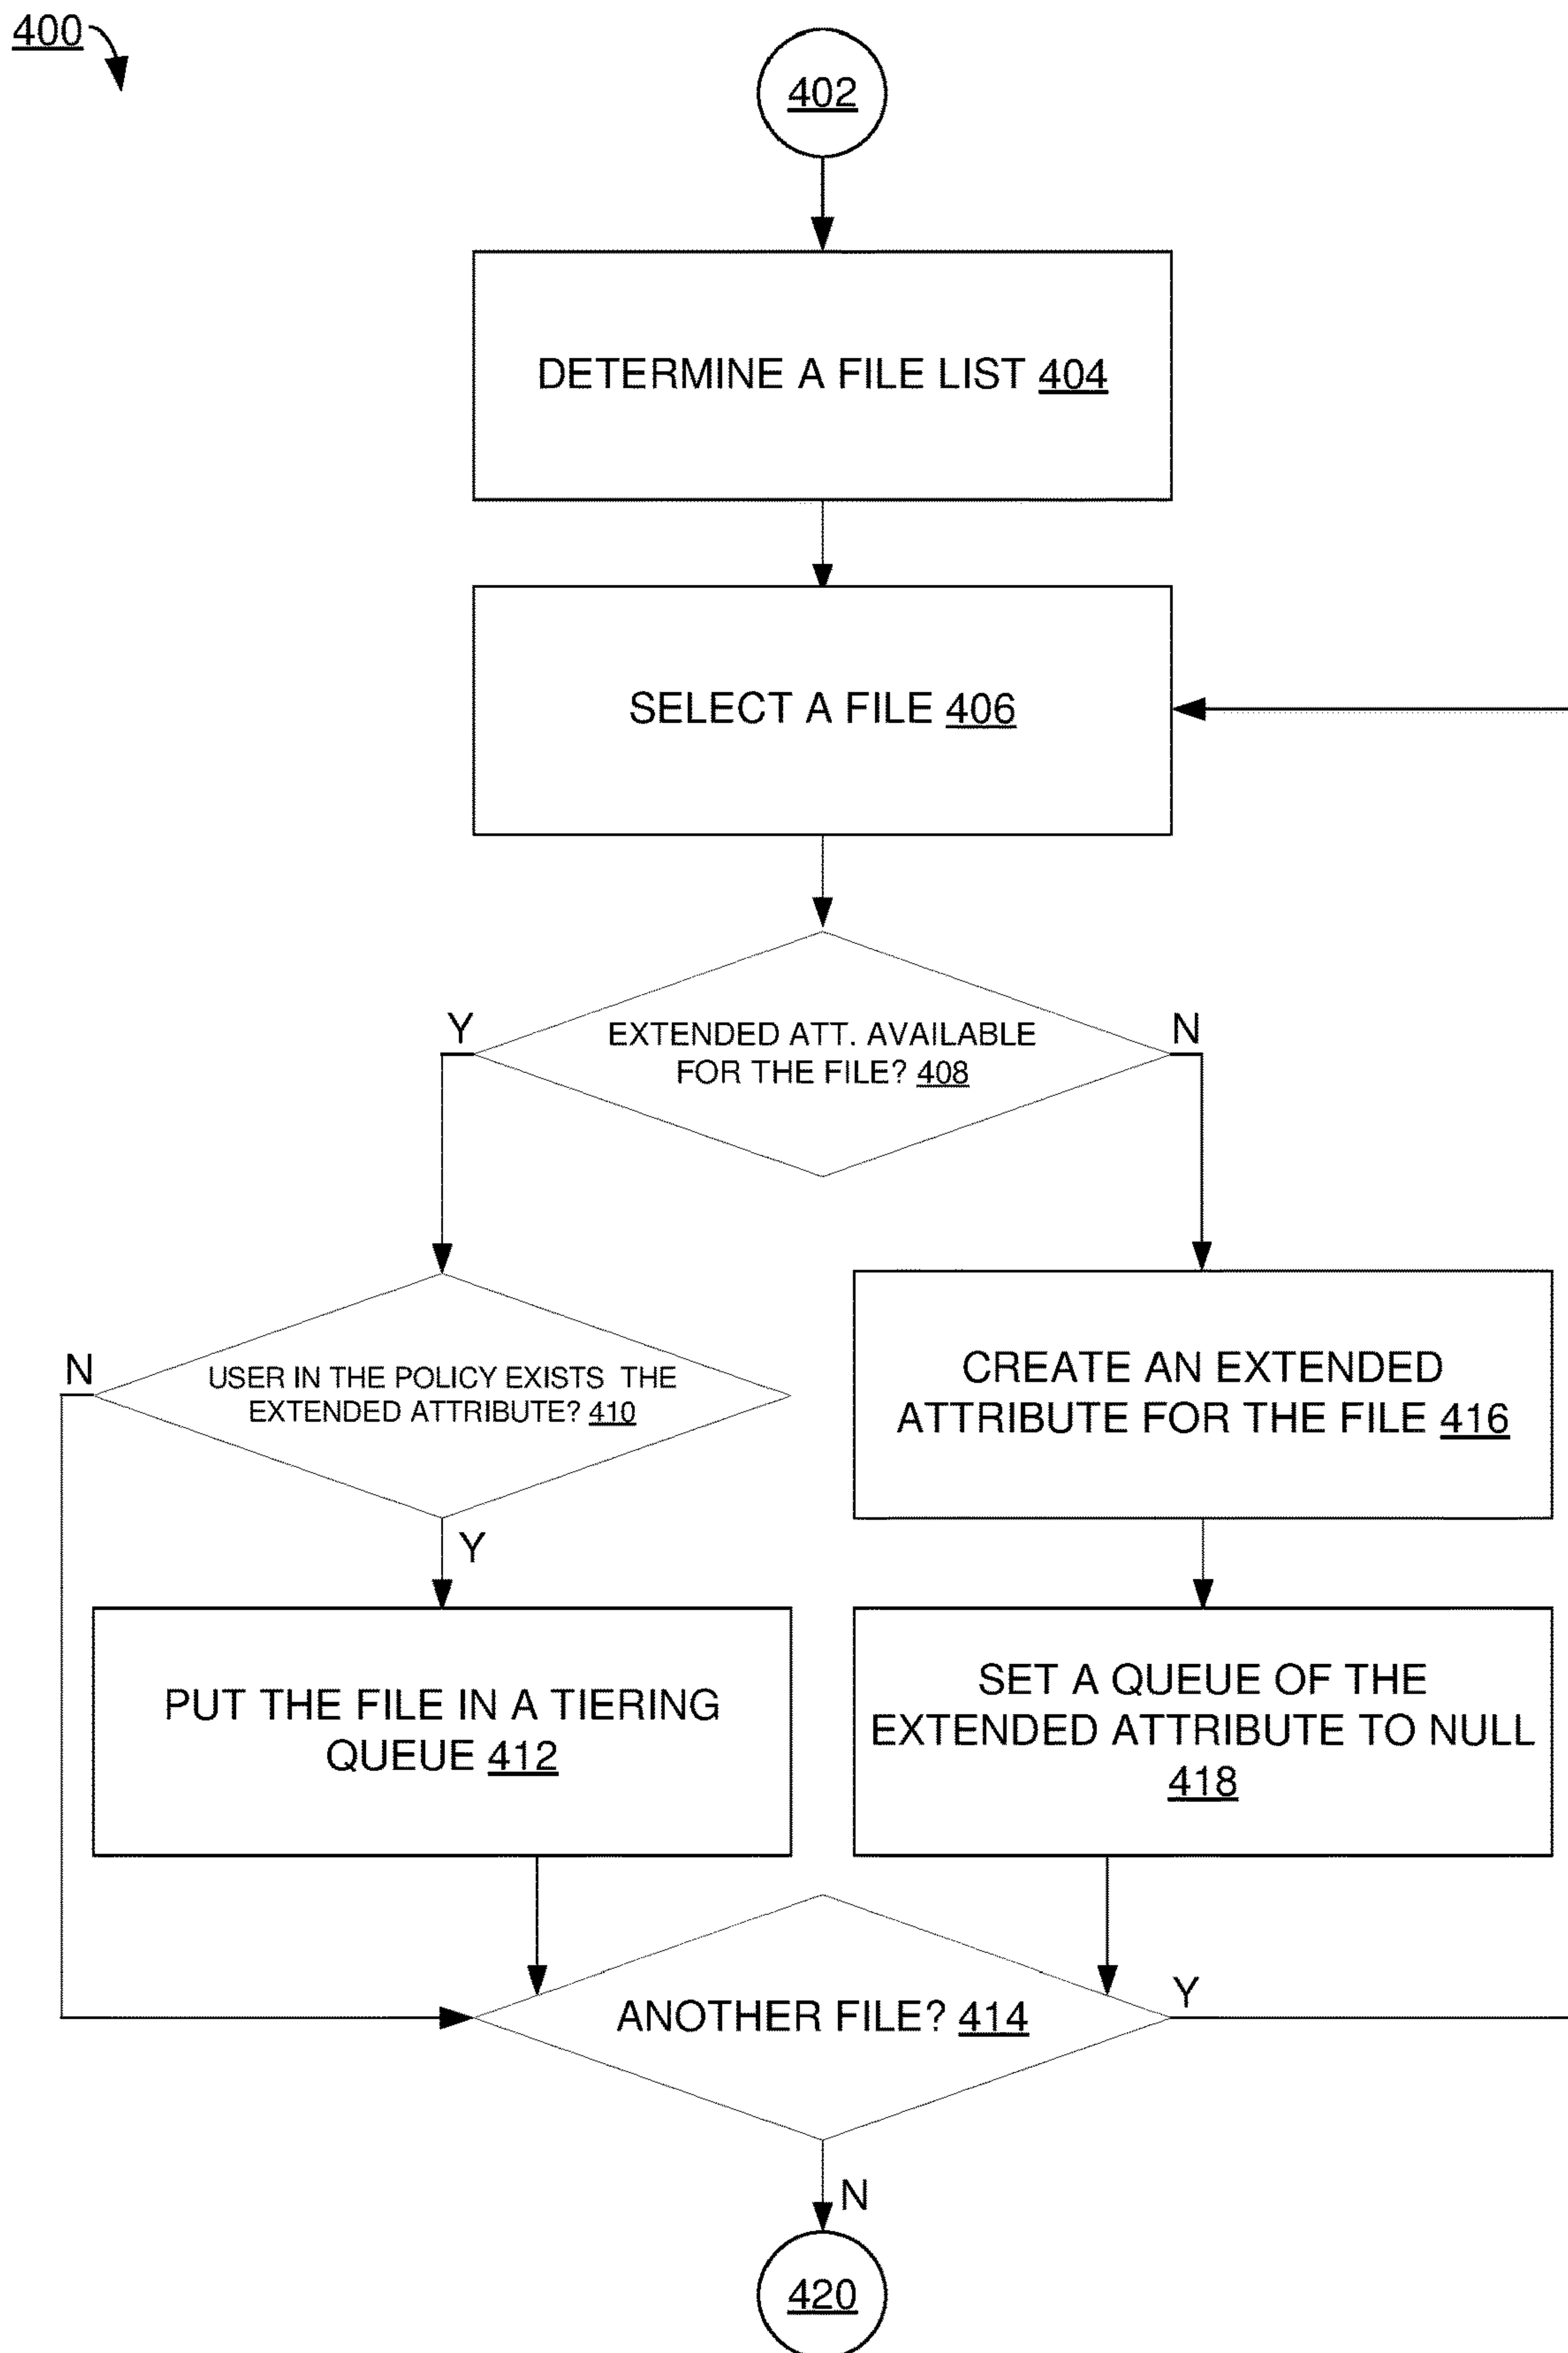 400
402
DETERMINE A FILE LIST 404
SELECT A FILE 406
Y
N
EXTENDED ATT. AVAILABLE
FOR THE FILE? 408
N
USER IN THE POLICY EXISTS THE
EXTENDED ATTRIBUTE? 410
CREATE AN EXTENDED
ATTRIBUTE FOR THE FILE 416
Y
PUT THE FILE IN A TIERING
QUEUE 412
SET A QUEUE OF THE
EXTENDED ATTRIBUTE TO NULL
418
ANOTHER FILE? 414
Y
N
420